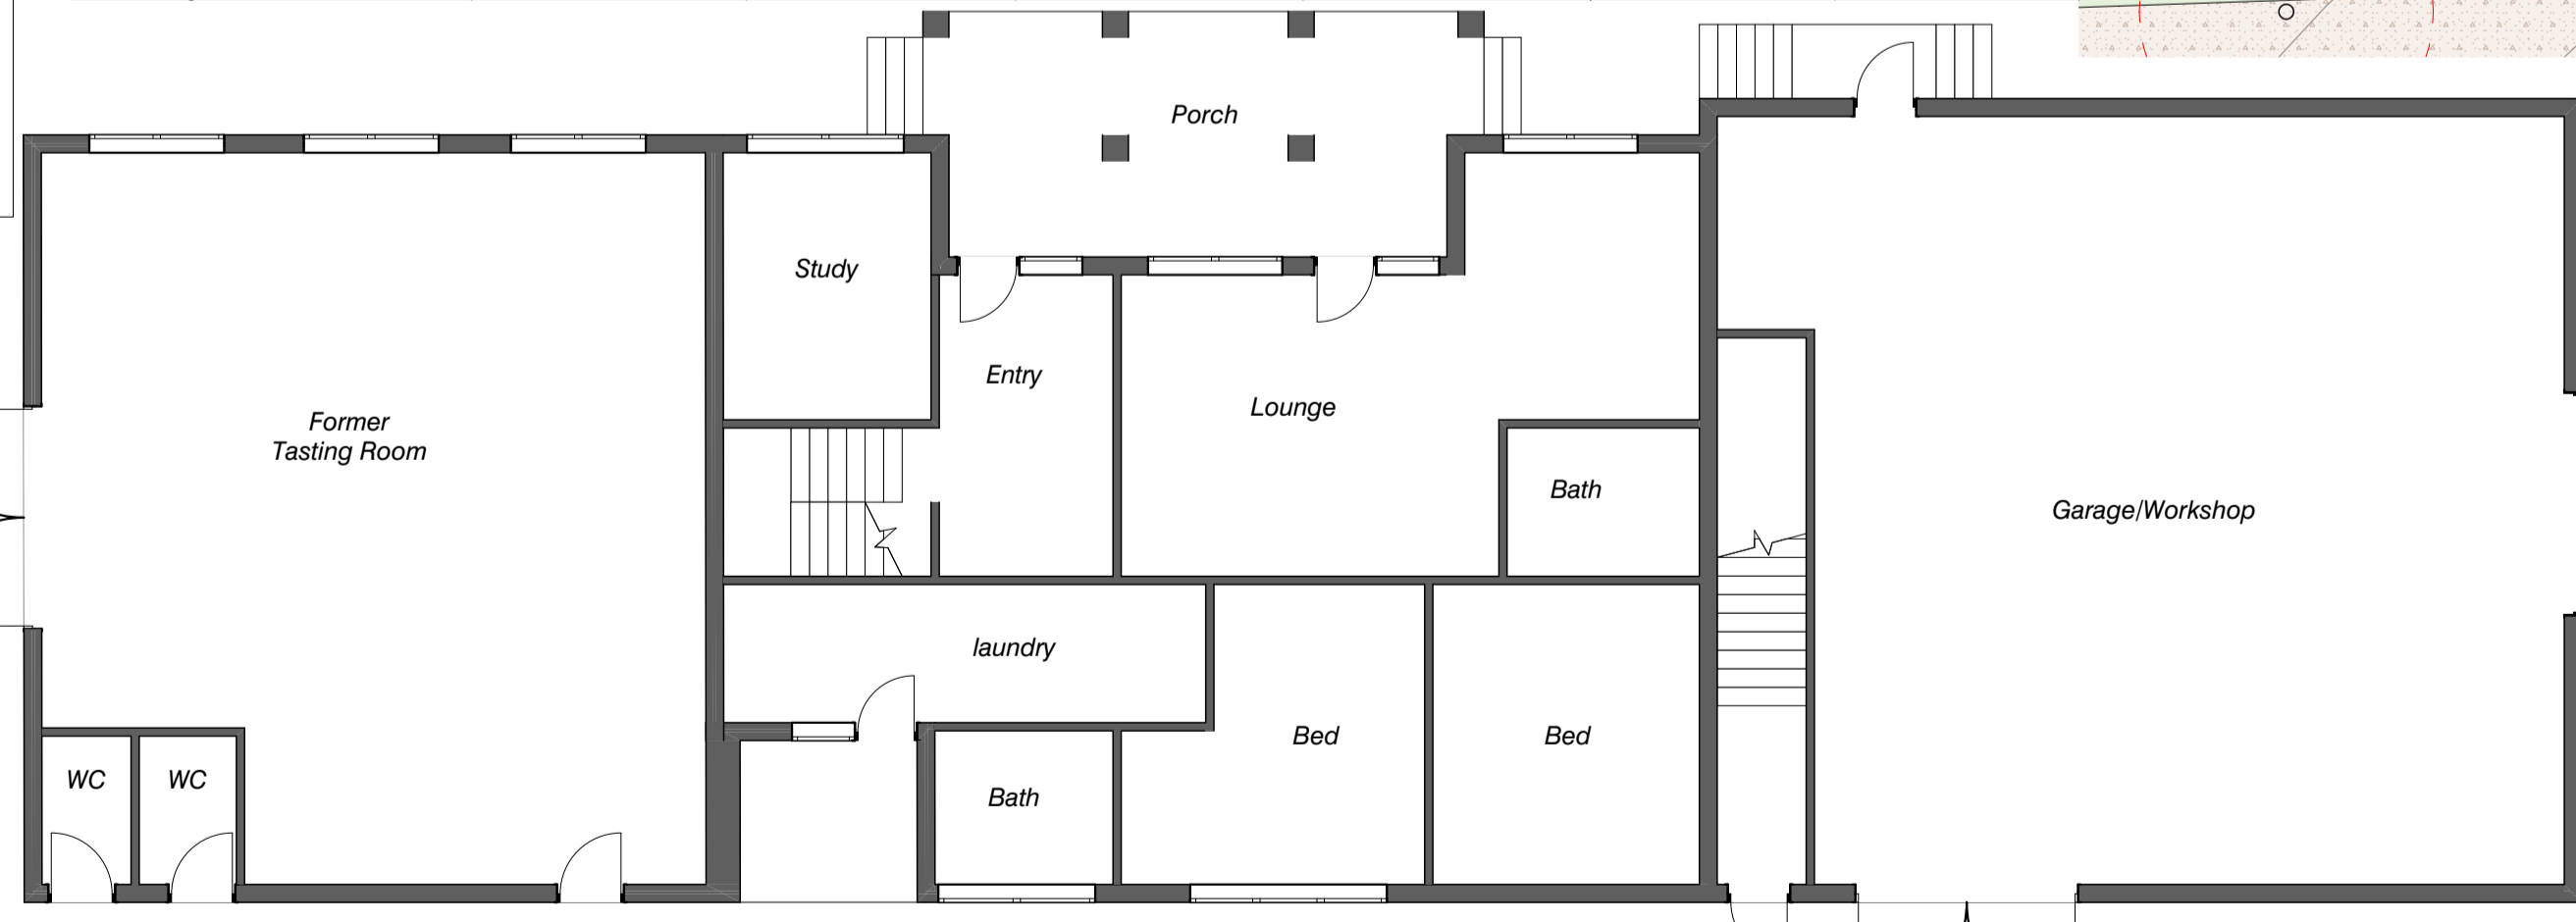 Porch
Study
Entry
Lounge
Former
Tasting Room
Bath
Garage/Workshop
laundry
Bed
Bed
WC
WC
Bath